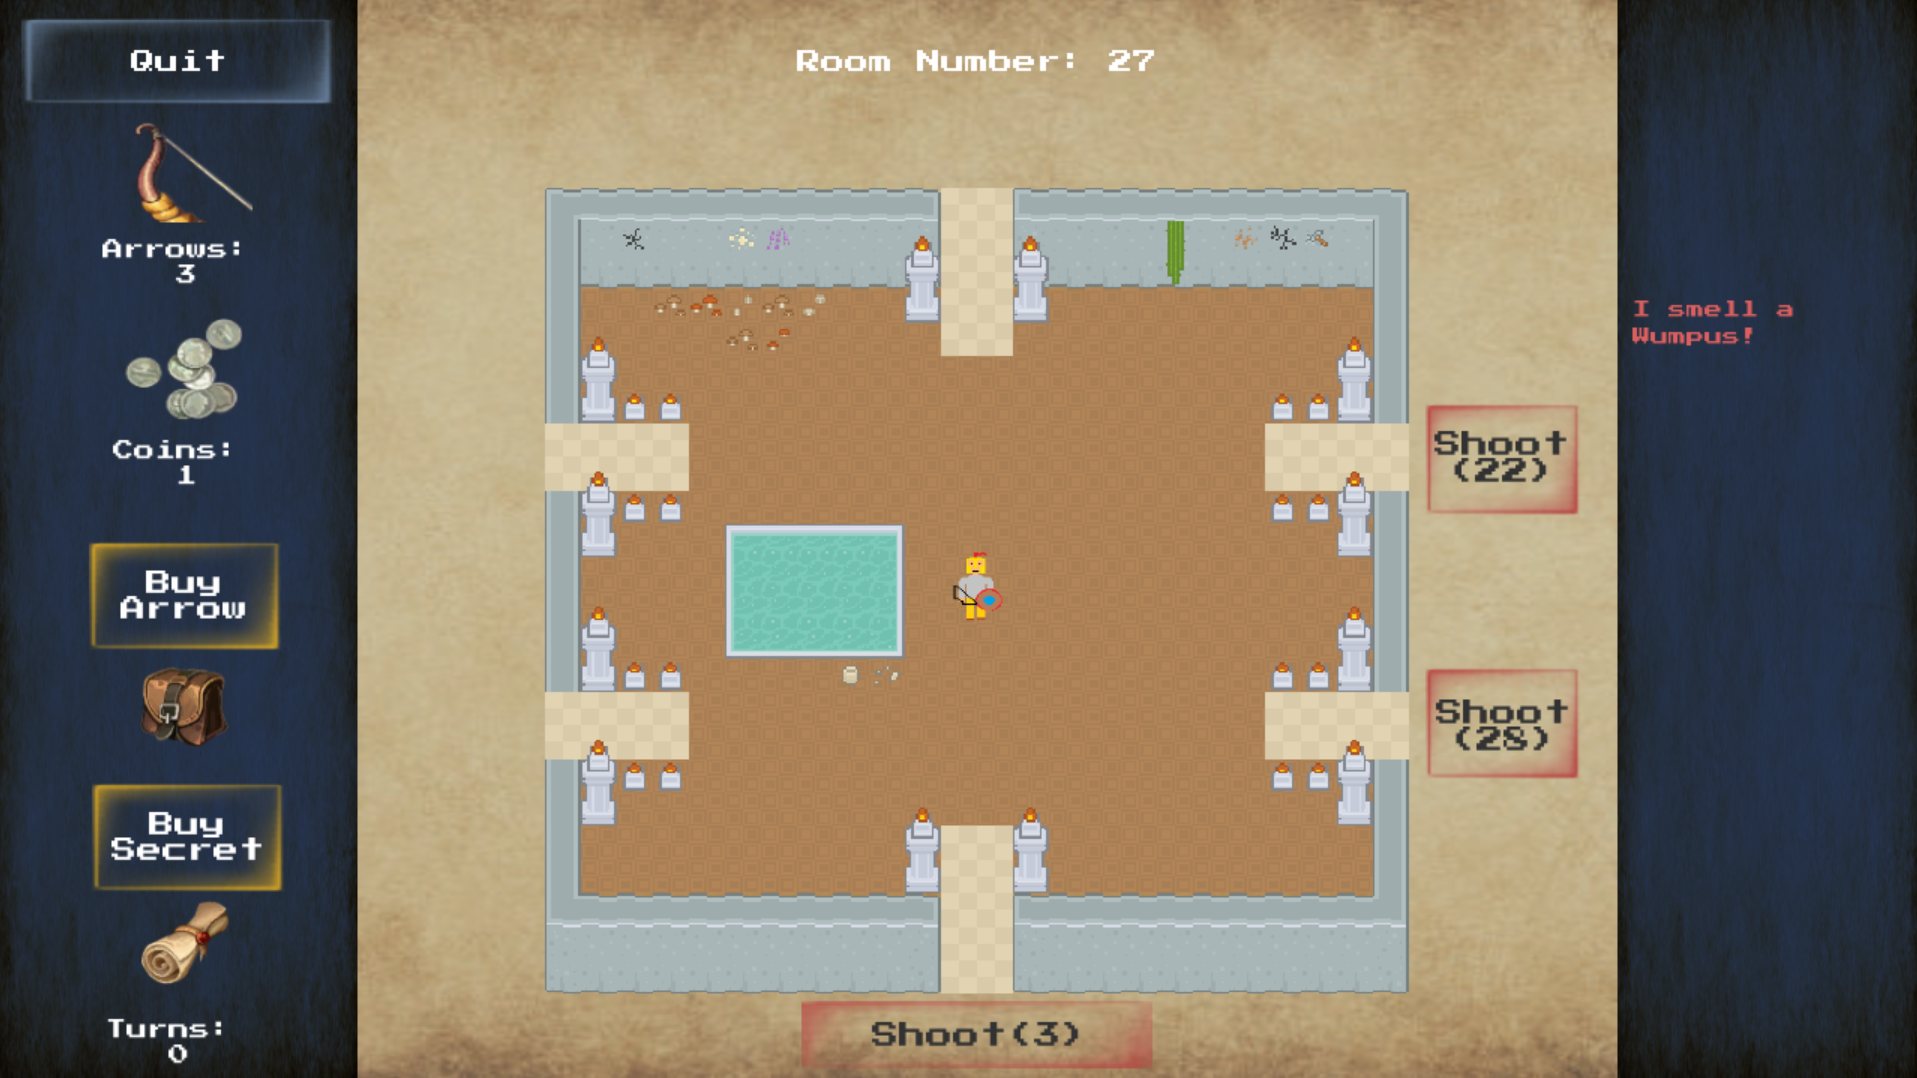 Quit
Room Number: 27
Arrows:
3
I smell a
Wumpus!
Coins:
1
Shoot
(22)
Buy
Arrow
Shoot
(28)
Buy
Secret
Turns:
0
Shoot(3)